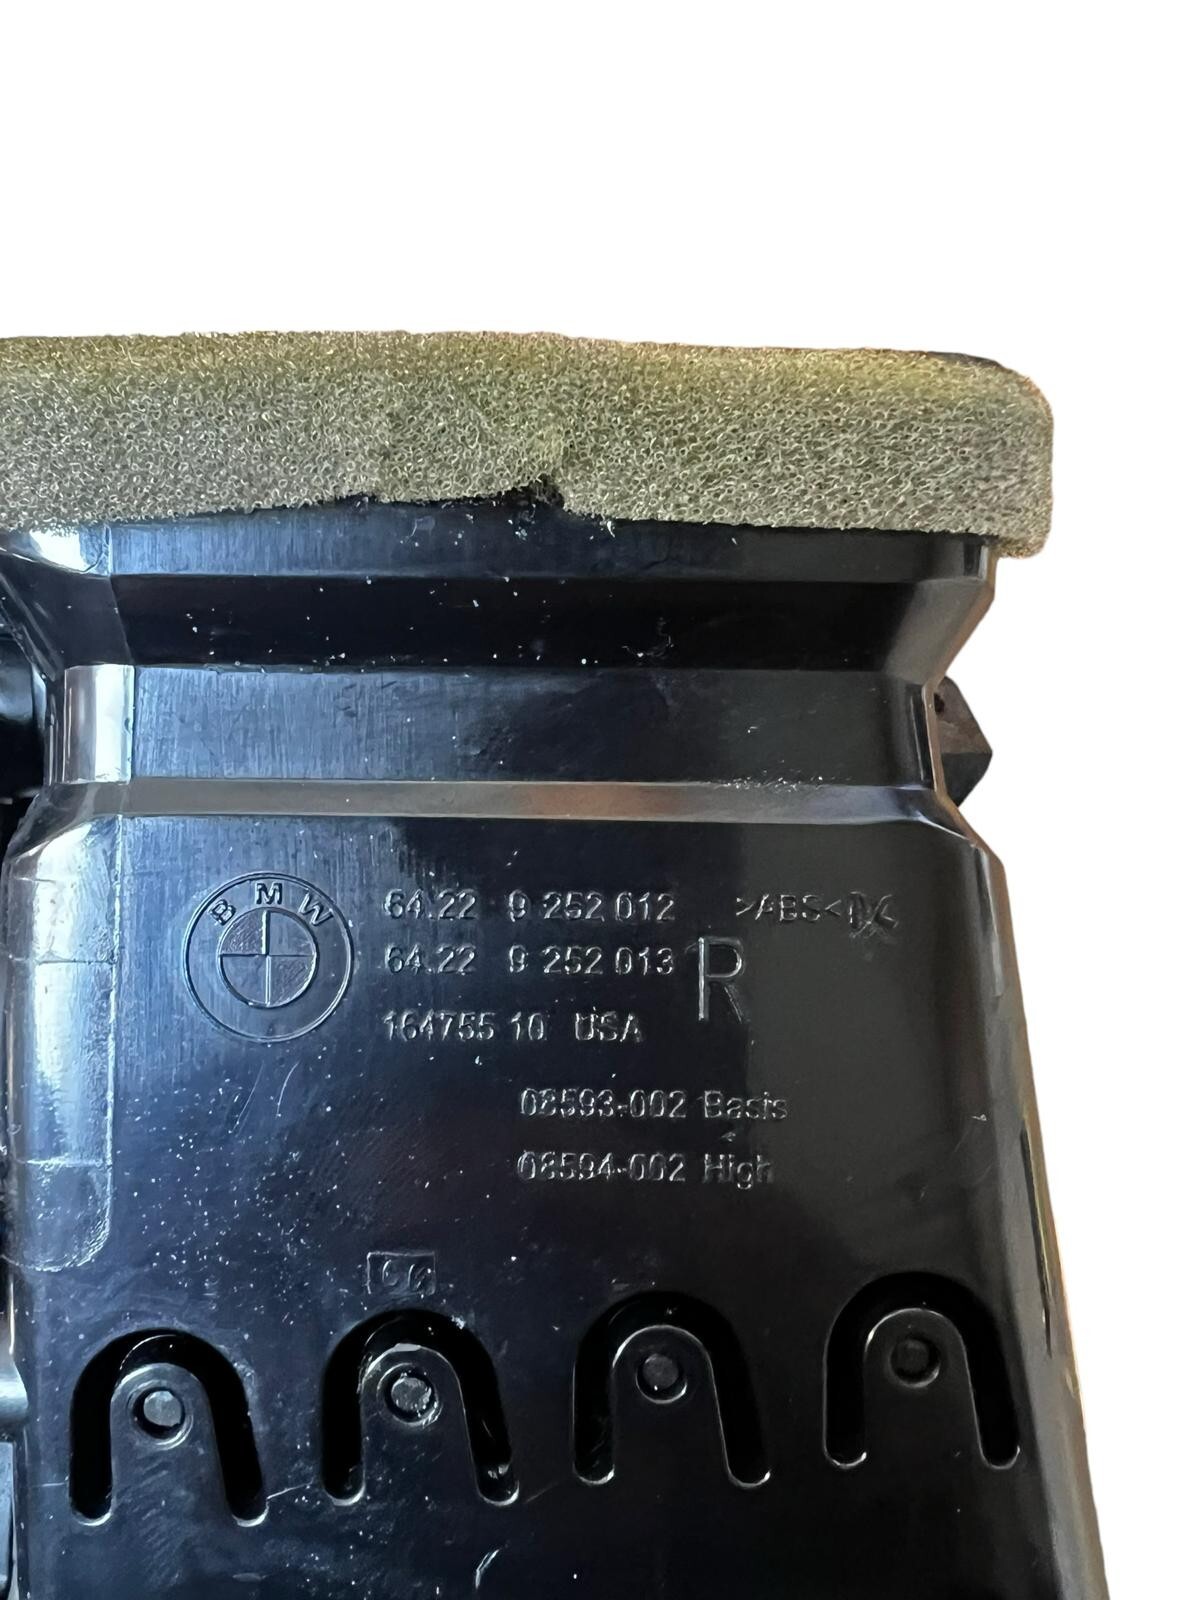 BMW
64.22 9 252 012 >ABS<
64.22 9 252 013 R
164755 10 USA
08593-002 Basis
08594-002 High